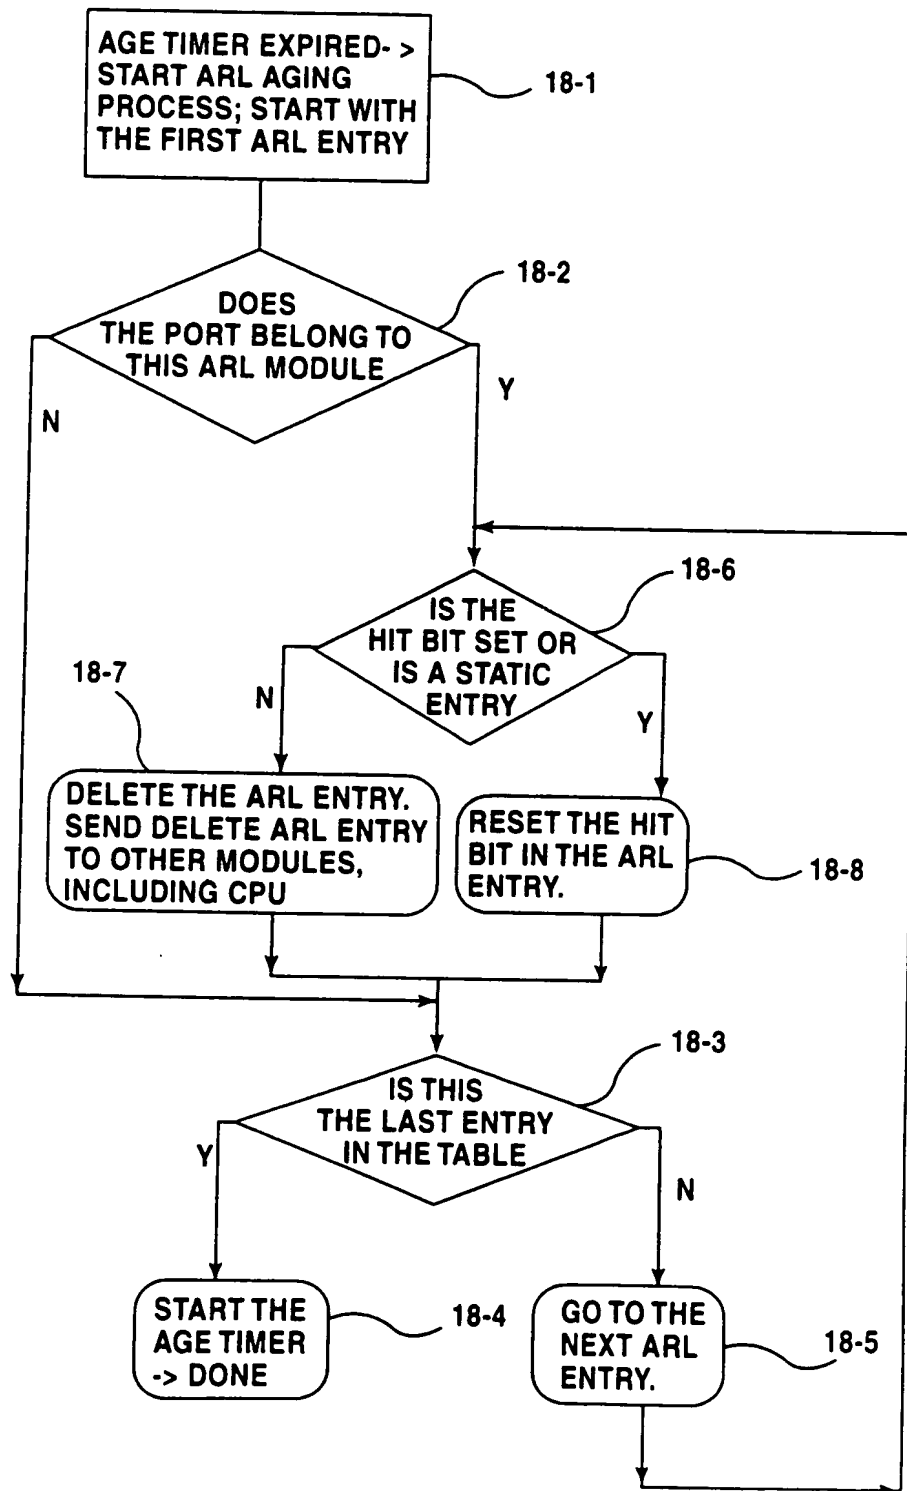 AGE TIMER EXPIRED- >
START ARL AGING
PROCESS; START WITH
THE FIRST ARL ENTRY
18-1
18-2
DOES
THE PORT BELONG TO
THIS ARL MODULE
N
Y
18-6
IS THE
HIT BIT SET OR
IS A STATIC
ENTRY
18-7
N
Y
DELETE THE ARL ENTRY.
SEND DELETE ARL ENTRY
TO OTHER MODULES,
INCLUDING CPU
RESET THE HIT
BIT IN THE ARL
ENTRY.
18-8
18-3
IS THIS
THE LAST ENTRY
IN THE TABLE
Y
N
START THE
AGE TIMER
-> DONE
18-4
GO TO THE
NEXT ARL
ENTRY.
18-5